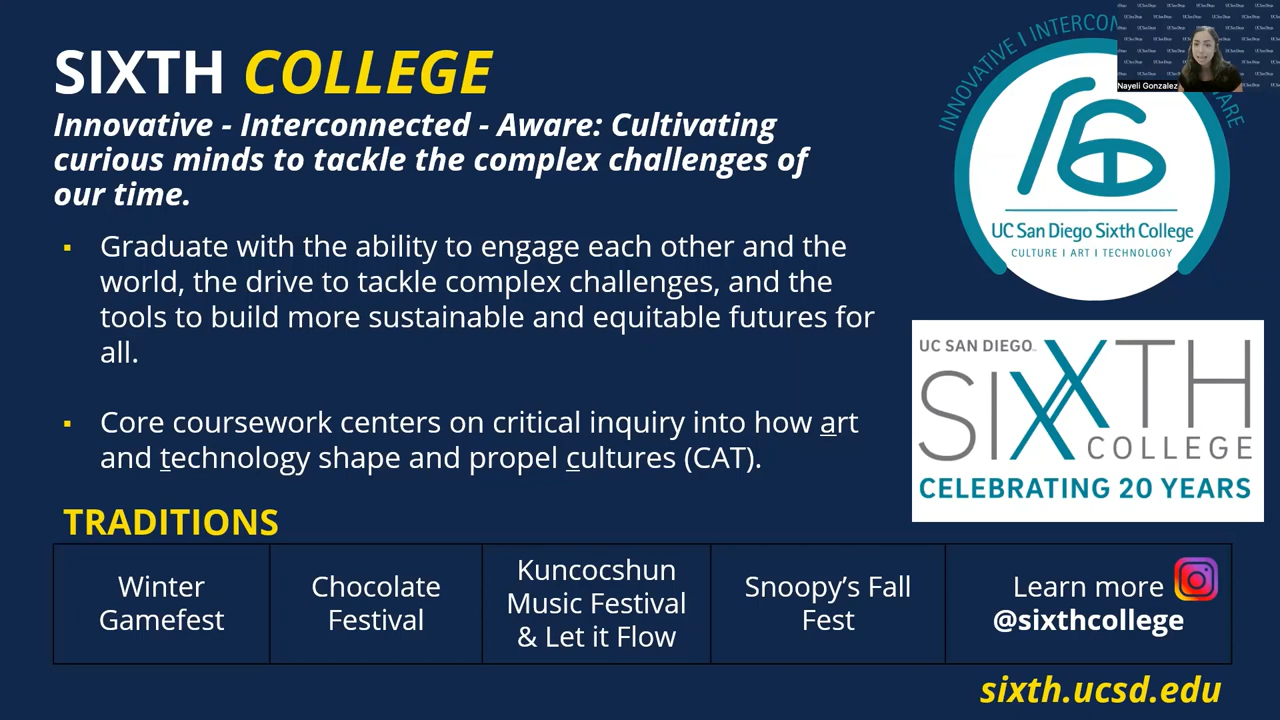 SIXTH COLLEGE
Innovative - Interconnected - Aware: Cultivating
curious minds to tackle the complex challenges of
our time.
▪ Graduate with the ability to engage each other and the
world, the drive to tackle complex challenges, and the
tools to build more sustainable and equitable futures for
all.
▪ Core coursework centers on critical inquiry into how art
and technology shape and propel cultures (CAT).
INNOVATIVE I
UC San Diego Sixth College
CULTURE I ART I TECHNOLOGY
Nayeli Gonzalez
UC SAN DIEGO
SIXTH
COLLEGE
CELEBRATING 20 YEARS
TRADITIONS
Winter
Gamefest
Chocolate
Festival
Kuncocshun
Music Festival
& Let it Flow
Snoopy’s Fall
Fest
Learn more
@sixthcollege
sixth.ucsd.edu